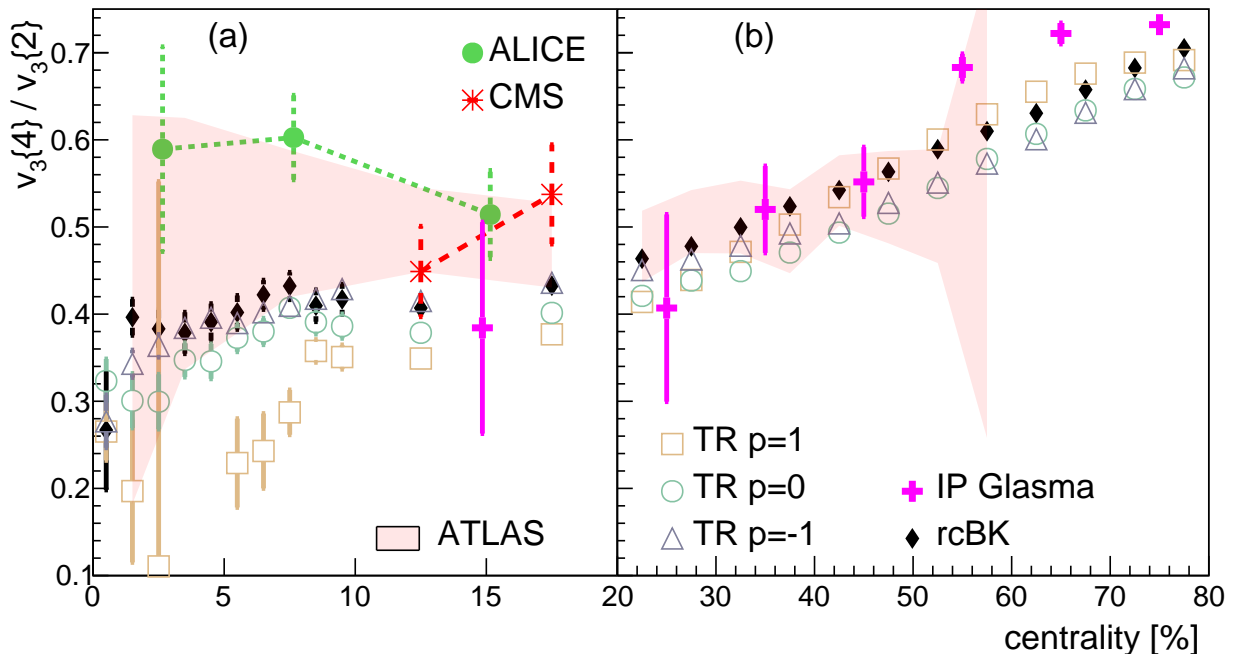 v3{4} / v3{2}
0.7
0.6
0.5
0.4
0.3
0.2
0.1
(a)
ALICE
CMS
ATLAS
0 5 10 15
(b)
TR p=1
TR p=0
TR p=-1
IP Glasma
rcBK
20 30 40 50 60 70 80
centrality [%]